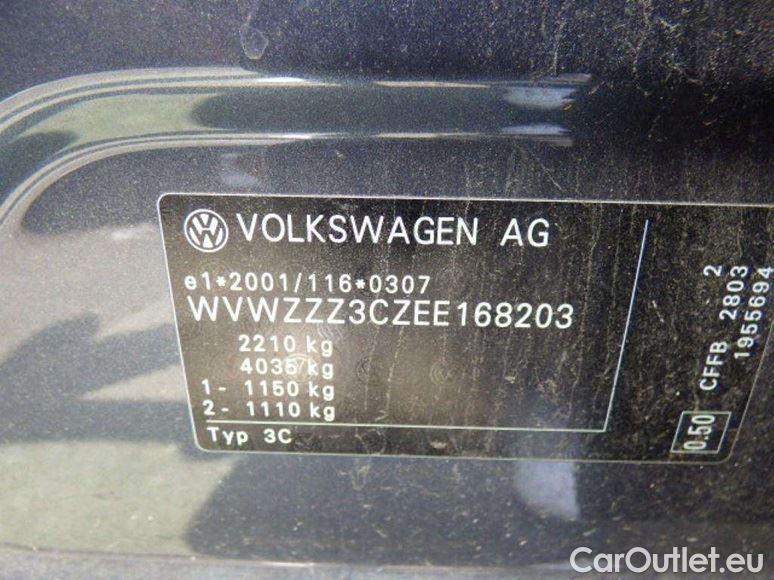 VOLKSWAGEN AG
e1*2001/116*0307
WVWZZZ3CZEE168203
2210 kg
4035 kg
1- 1150 kg
2- 1110 kg
Typ 3C
0.50
CFFB 2803
2
1955694
CarOutlet.eu